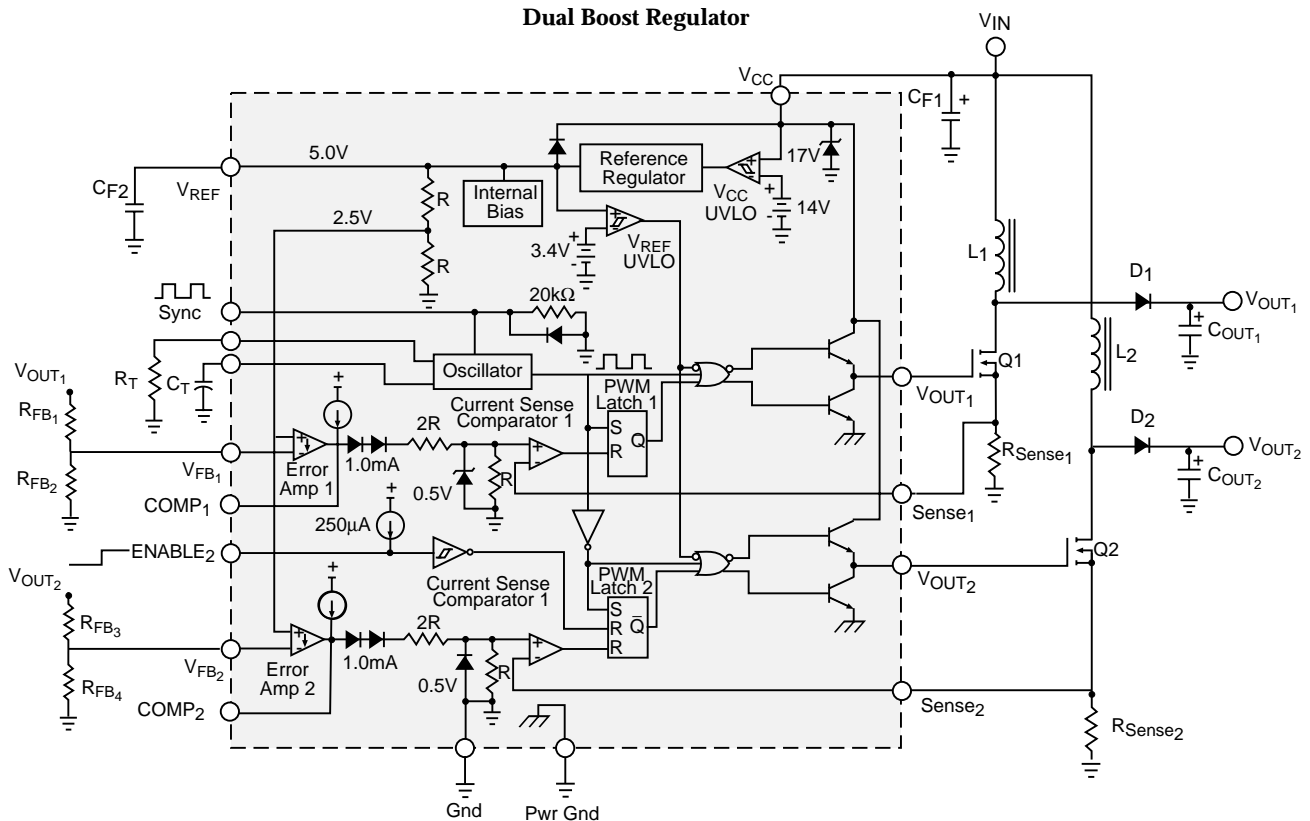 Dual Boost Regulator
VIN
VCC
CF1
+
5.0V
Reference
Regulator
17V
CF2
VREF
R
Internal
Bias
VCC
UVLO
+
-
14V
2.5V
R
3.4V
+
-
VREF
UVLO
L1
D1
VOUT1
20kΩ
Sync
+
COUT1
L2
Oscillator
RT
CT
+
PWM
Latch 1
Q1
VOUT1
VOUT1
RFB1
Current Sense
Comparator 1
2R
S
R
Q
D2
VOUT2
RFB2
VFB1
Error
Amp 1
1.0mA
0.5V
R
RSense1
+
COUT2
COMP1
Sense1
+
250µA
ENABLE2
Q2
VOUT2
+
Current Sense
Comparator 1
PWM
Latch 2
VOUT2
RFB3
2R
S
R
R
Q̅
VFB2
Error
Amp 2
1.0mA
0.5V
R
RFB4
COMP2
Sense2
RSense2
Gnd
Pwr Gnd